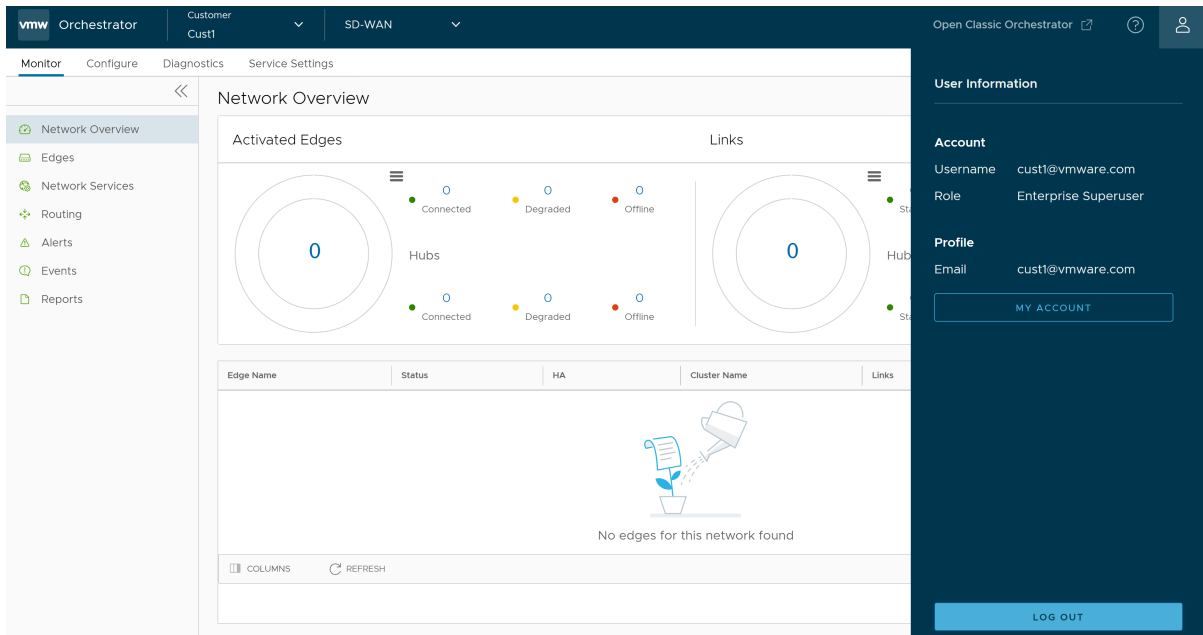 vmw Orchestrator
Customer
Cust1
SD-WAN
Open Classic Orchestrator
Monitor Configure Diagnostics Service Settings
Network Overview
Edges
Network Services
Routing
Alerts
Events
Reports
Network Overview
Activated Edges
0
0 Connected
0 Degraded
0 Offline
Hubs
0 Connected
0 Degraded
0 Offline
Links
0
Edge Name Status HA Cluster Name Links
No edges for this network found
COLUMNS REFRESH
User Information
Account
Username cust1@vmware.com
Role Enterprise Superuser
Profile
Email cust1@vmware.com
MY ACCOUNT
LOG OUT